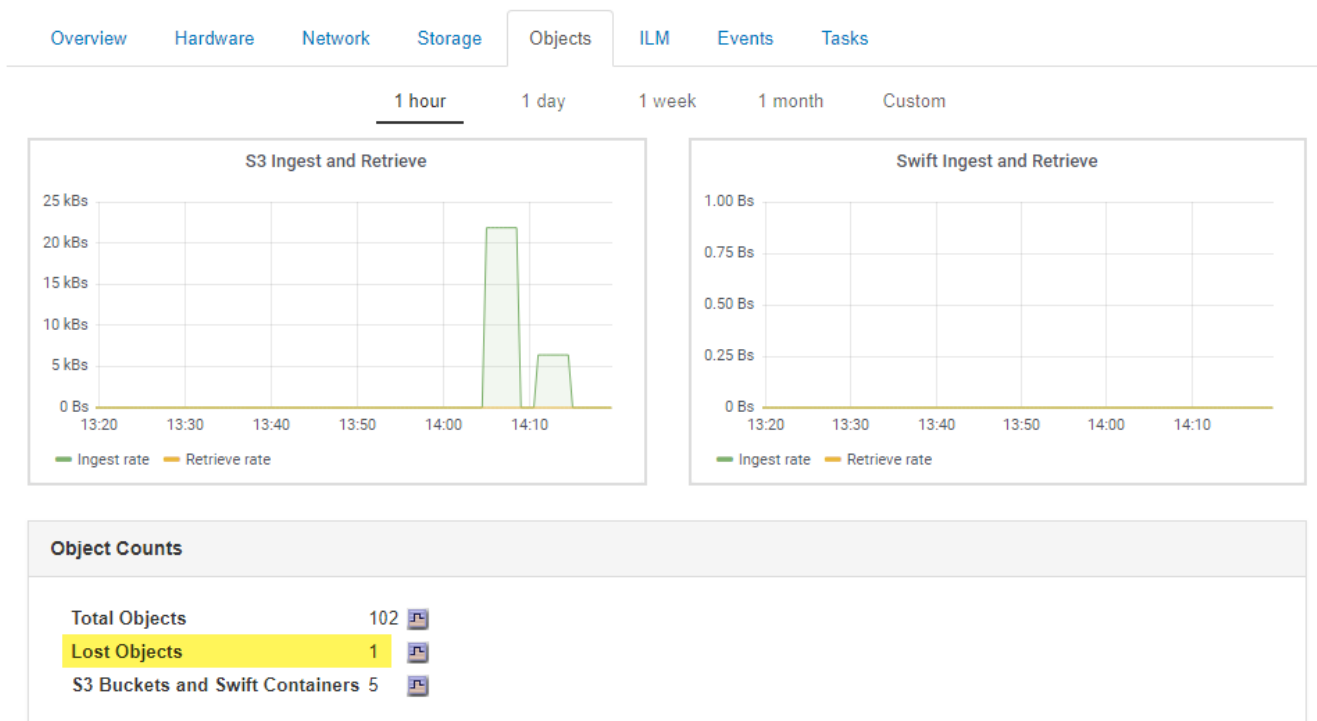 Overview Hardware Network Storage Objects ILM Events Tasks
1 hour 1 day 1 week 1 month Custom
S3 Ingest and Retrieve
25 kBs
20 kBs
15 kBs
10 kBs
5 kBs
0 Bs
13:20 13:30 13:40 13:50 14:00 14:10
Ingest rate Retrieve rate
Swift Ingest and Retrieve
1.00 Bs
0.75 Bs
0.50 Bs
0.25 Bs
0 Bs
13:20 13:30 13:40 13:50 14:00 14:10
Ingest rate Retrieve rate
Object Counts
Total Objects 102
Lost Objects 1
S3 Buckets and Swift Containers 5